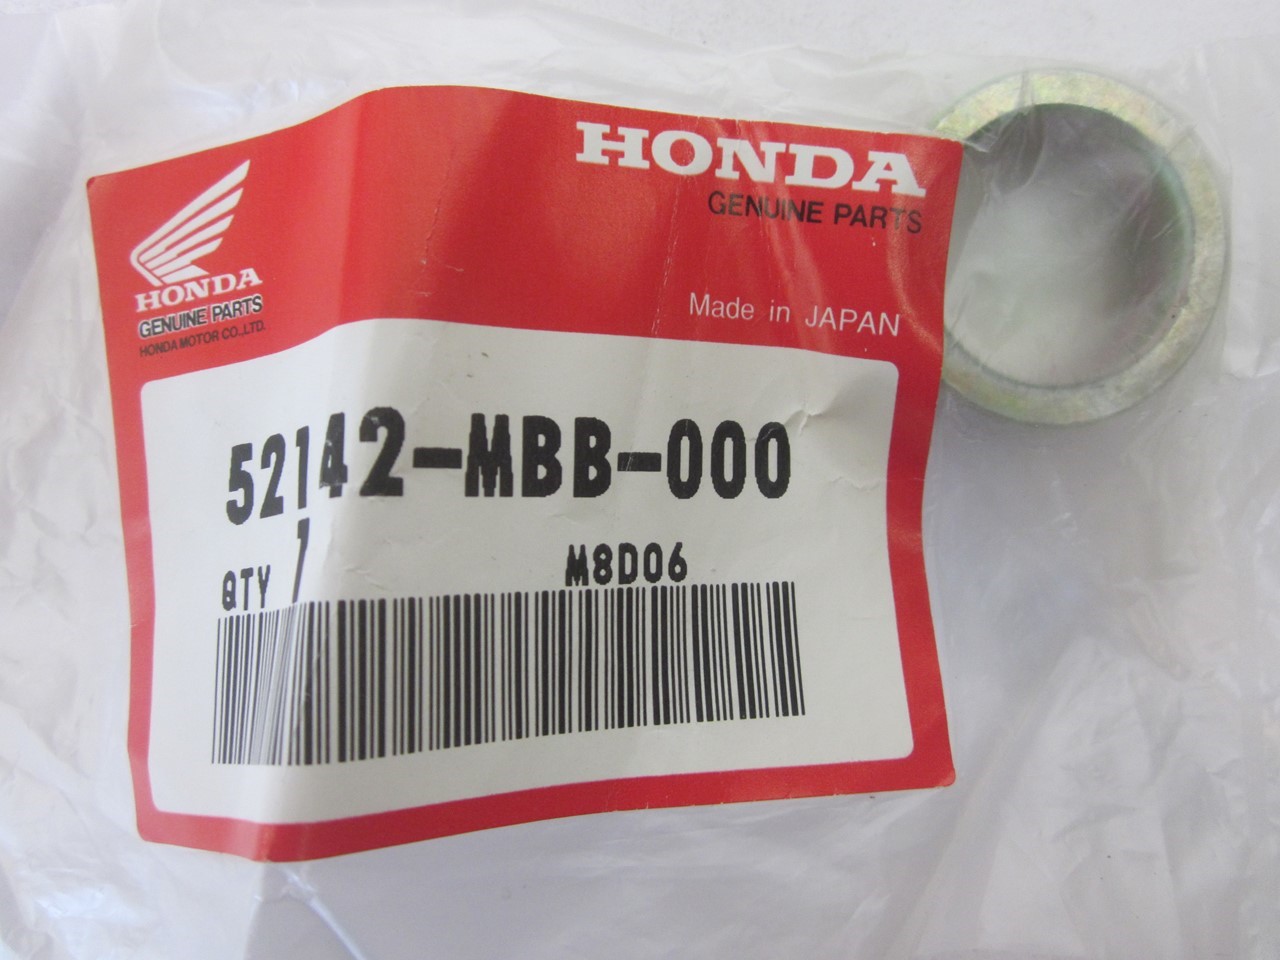 HONDA
GENUINE PARTS
HONDA
GENUINE PARTS
HONDA MOTOR CO.,LTD.
Made in JAPAN
52142-MBB-000
QTY 1
M8D06